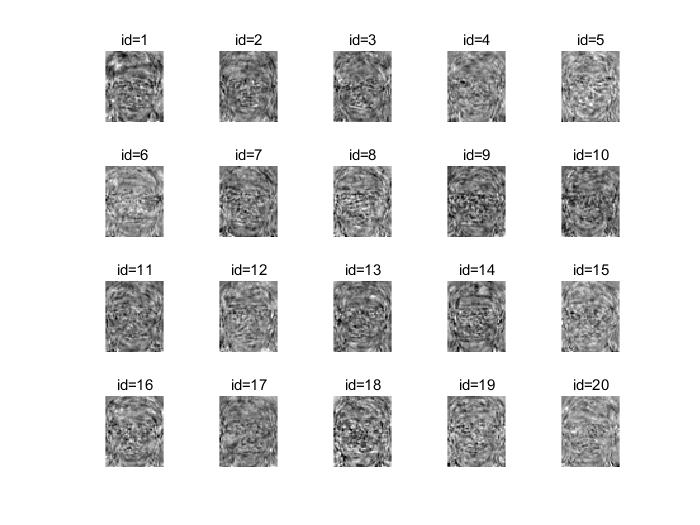 id=1 id=2 id=3 id=4 id=5
id=6 id=7 id=8 id=9 id=10
id=11 id=12 id=13 id=14 id=15
id=16 id=17 id=18 id=19 id=20